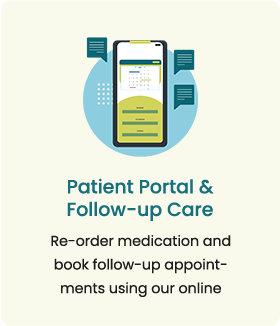 Patient Portal &
Follow-up Care
Re-order medication and
book follow-up appoint-
ments using our online